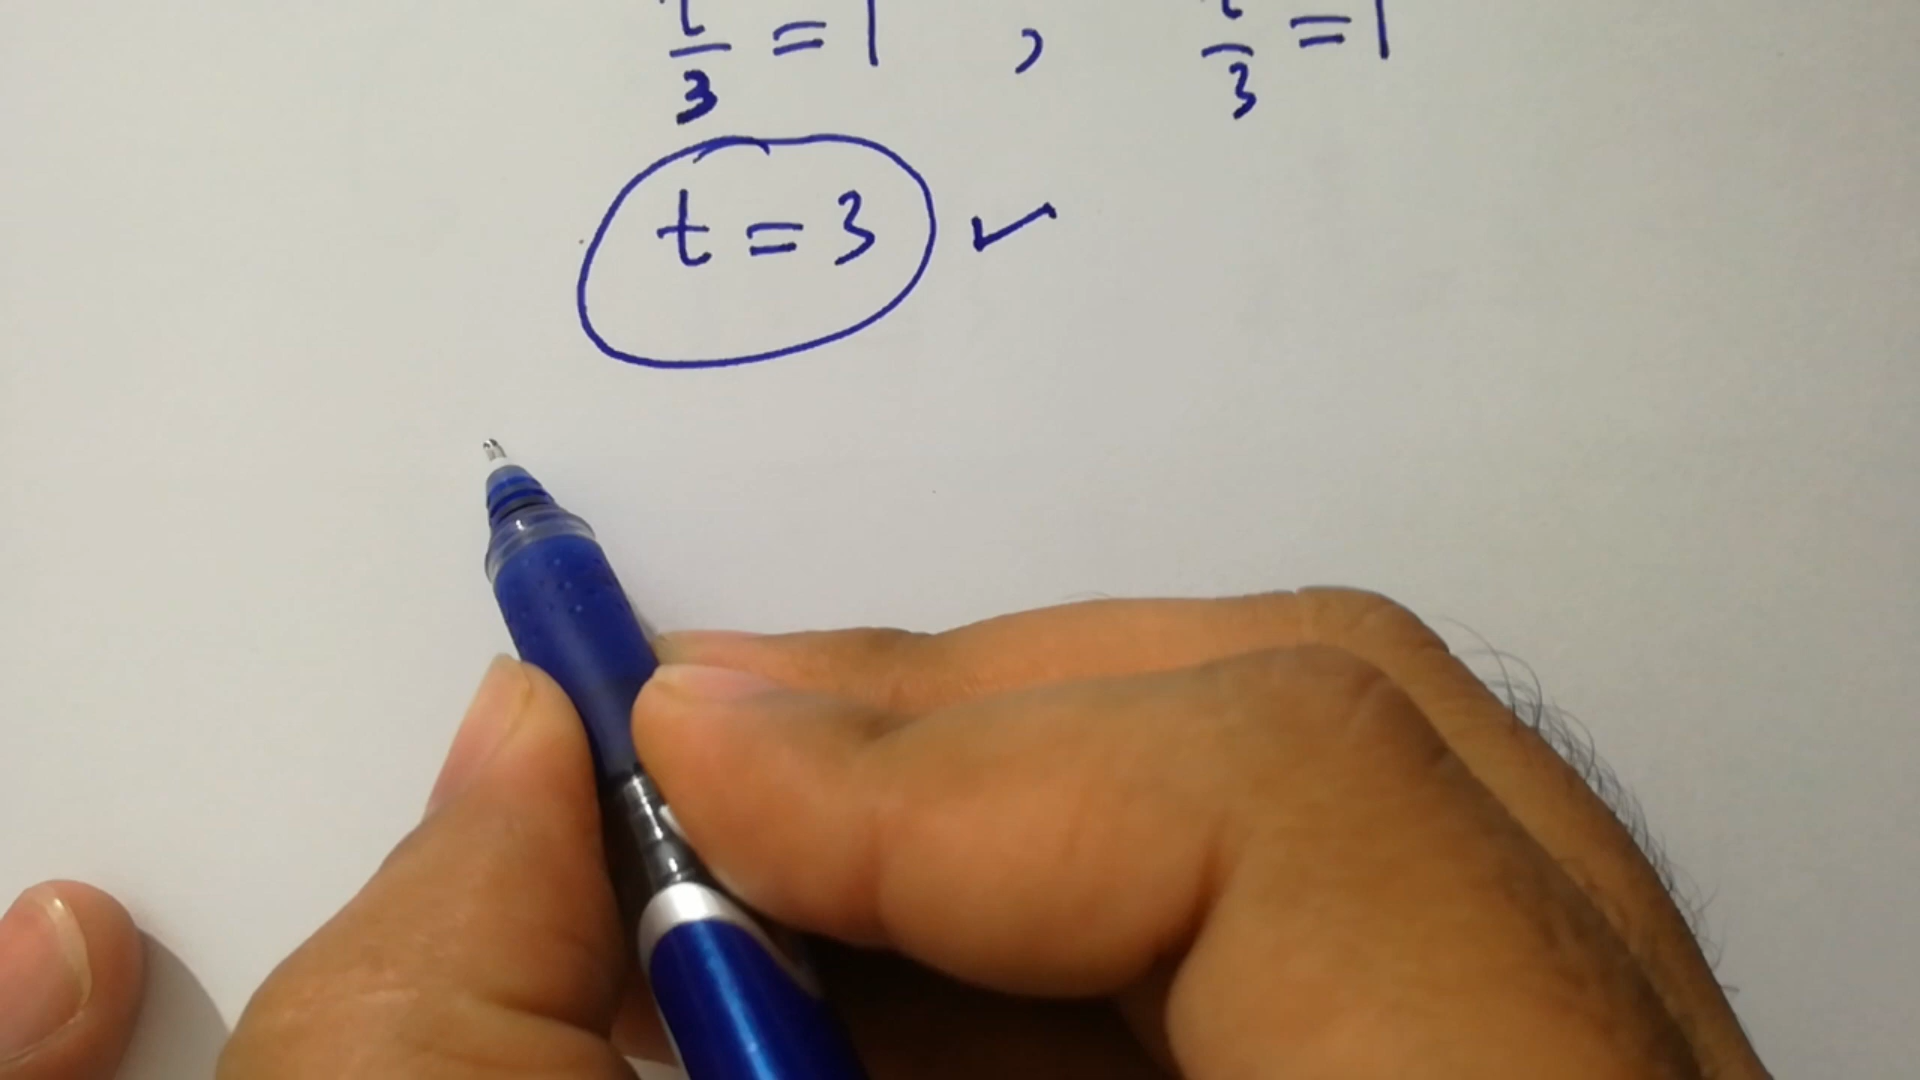 t/3 = 1 , t/3 = 1
t = 3 ✓